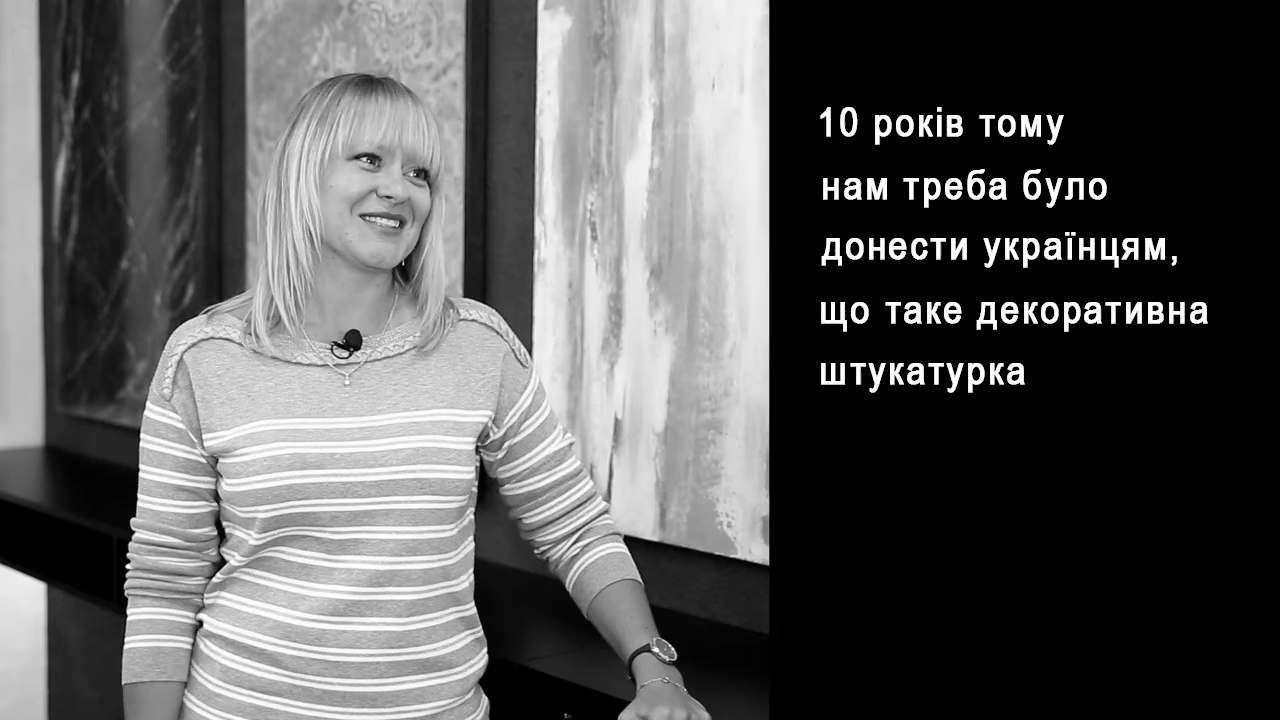 10 років тому
нам треба було
донести українцям,
що таке декоративна
штукатурка